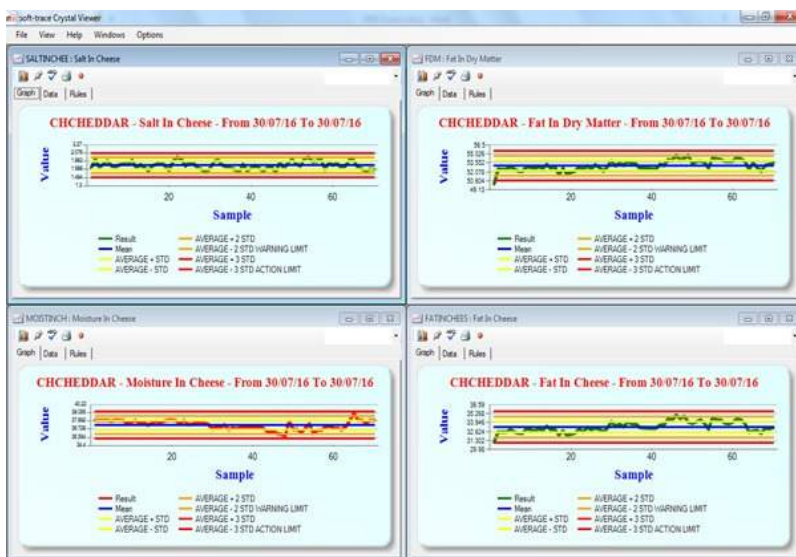 soft-trace Crystal Viewer
File View Help Windows Options
SALTINCHEE : Salt In Cheese
Graph Data Rules
CHCHEDDAR - Salt In Cheese - From 30/07/16 To 30/07/16
Value
20 40 60
Sample
Result AVERAGE + 2 STD
Mean AVERAGE - 2 STD WARNING LIMIT
AVERAGE + STD AVERAGE + 3 STD
AVERAGE - STD AVERAGE - 3 STD ACTION LIMIT
FDM : Fat In Dry Matter
Graph Data Rules
CHCHEDDAR - Fat In Dry Matter - From 30/07/16 To 30/07/16
Value
20 40 60
Sample
Result AVERAGE + 2 STD
Mean AVERAGE - 2 STD WARNING LIMIT
AVERAGE + STD AVERAGE + 3 STD
AVERAGE - STD AVERAGE - 3 STD ACTION LIMIT
MOISTINCH : Moisture In Cheese
Graph Data Rules
CHCHEDDAR - Moisture In Cheese - From 30/07/16 To 30/07/16
Value
20 40 60
Sample
Result AVERAGE + 2 STD
Mean AVERAGE - 2 STD WARNING LIMIT
AVERAGE + STD AVERAGE + 3 STD
AVERAGE - STD AVERAGE - 3 STD ACTION LIMIT
FATINCHEES : Fat In Cheese
Graph Data Rules
CHCHEDDAR - Fat In Cheese - From 30/07/16 To 30/07/16
Value
20 40 60
Sample
Result AVERAGE + 2 STD
Mean AVERAGE - 2 STD WARNING LIMIT
AVERAGE + STD AVERAGE + 3 STD
AVERAGE - STD AVERAGE - 3 STD ACTION LIMIT